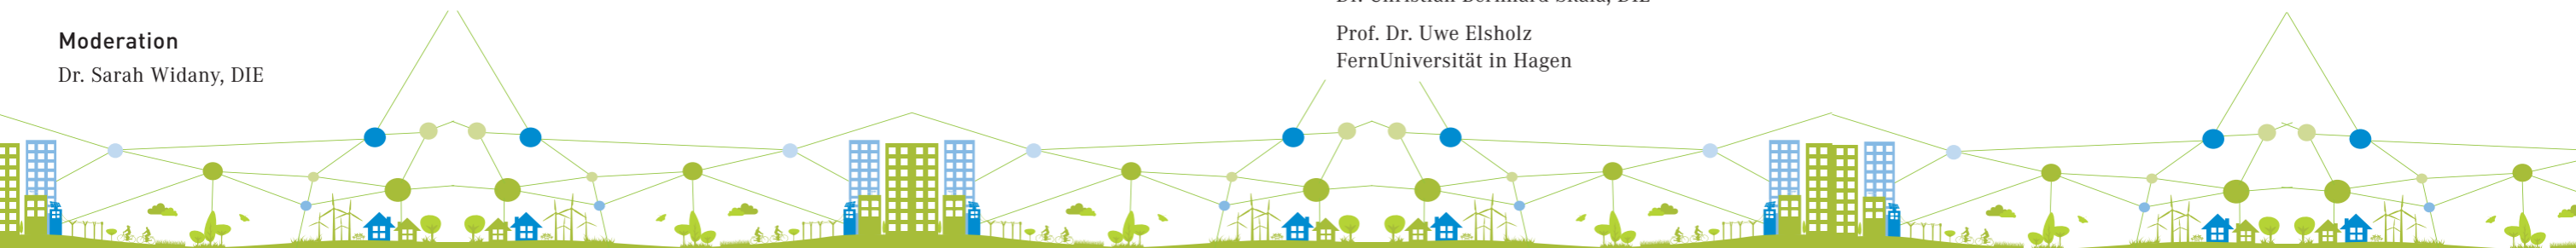 Moderation
Dr. Sarah Widany, DIE
Prof. Dr. Uwe Elsholz
FernUniversität in Hagen